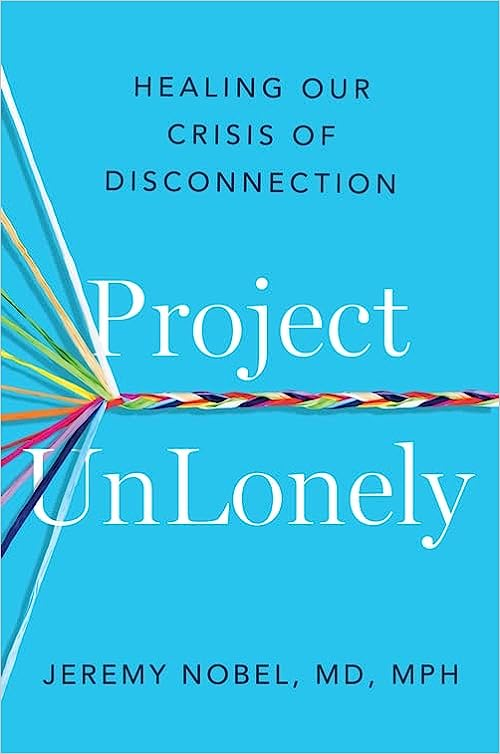 HEALING OUR
CRISIS OF
DISCONNECTION
Project
UnLonely
JEREMY NOBEL, MD, MPH